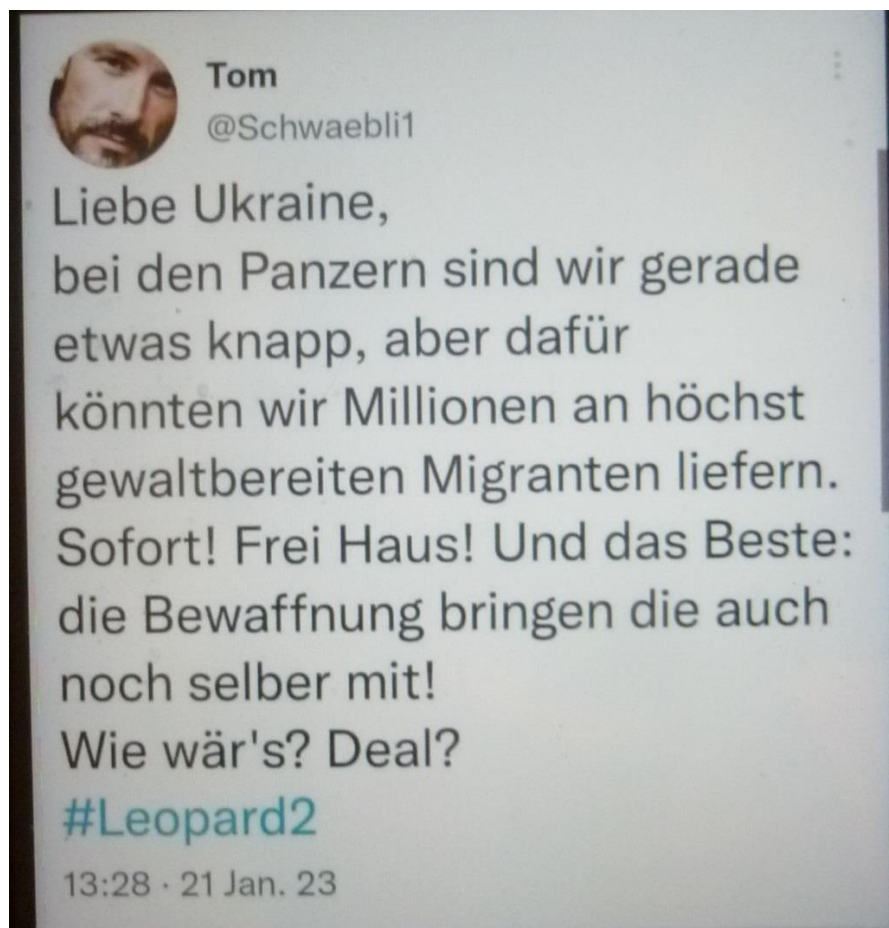 Tom
@Schwaebli1
Liebe Ukraine,
bei den Panzern sind wir gerade
etwas knapp, aber dafür
könnten wir Millionen an höchst
gewaltbereiten Migranten liefern.
Sofort! Frei Haus! Und das Beste:
die Bewaffnung bringen die auch
noch selber mit!
Wie wär's? Deal?
#Leopard2
13:28 · 21 Jan. 23